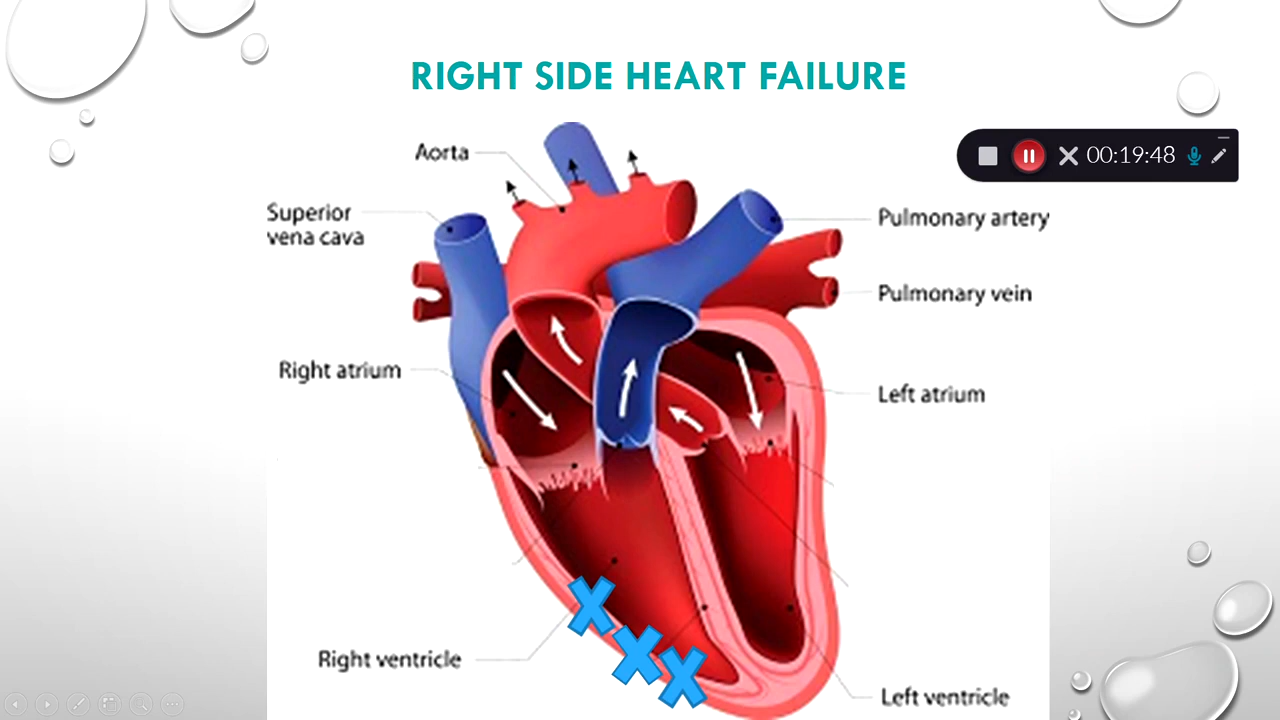 RIGHT SIDE HEART FAILURE
Aorta
00:19:48
Superior
vena cava
Pulmonary artery
Pulmonary vein
Right atrium
Left atrium
Right ventricle
Left ventricle